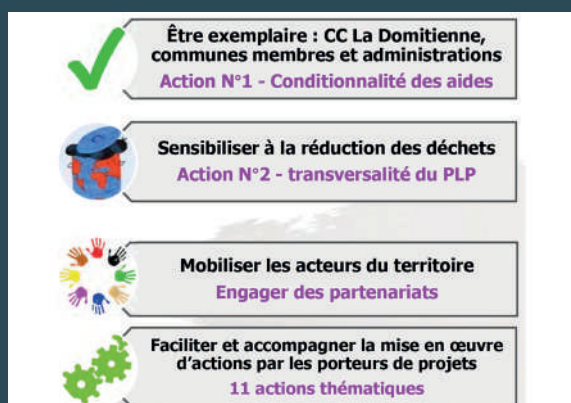 Être exemplaire : CC La Domitienne,
communes membres et administrations
Action N°1 - Conditionnalité des aides
Sensibiliser à la réduction des déchets
Action N°2 - transversalité du PLP
Mobiliser les acteurs du territoire
Engager des partenariats
Faciliter et accompagner la mise en œuvre
d'actions par les porteurs de projets
11 actions thématiques